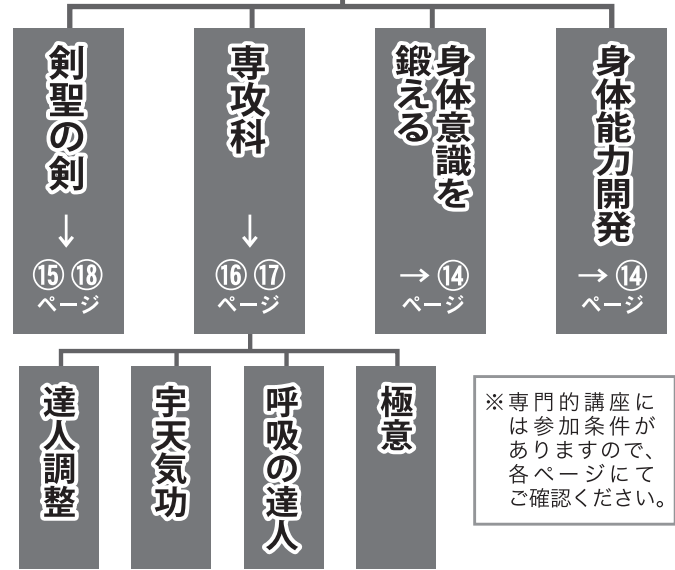 身体能力開発
→⑭
ページ
身体意識を
鍛える
→⑭
ページ
専攻科
↓
⑯⑰
ページ
剣聖の剣
↓
⑮⑱
ページ
極意
呼吸の達人
宇天気功
達人調整
※専門的講座に
は参加条件が
ありますので、
各ページにて
ご確認ください。